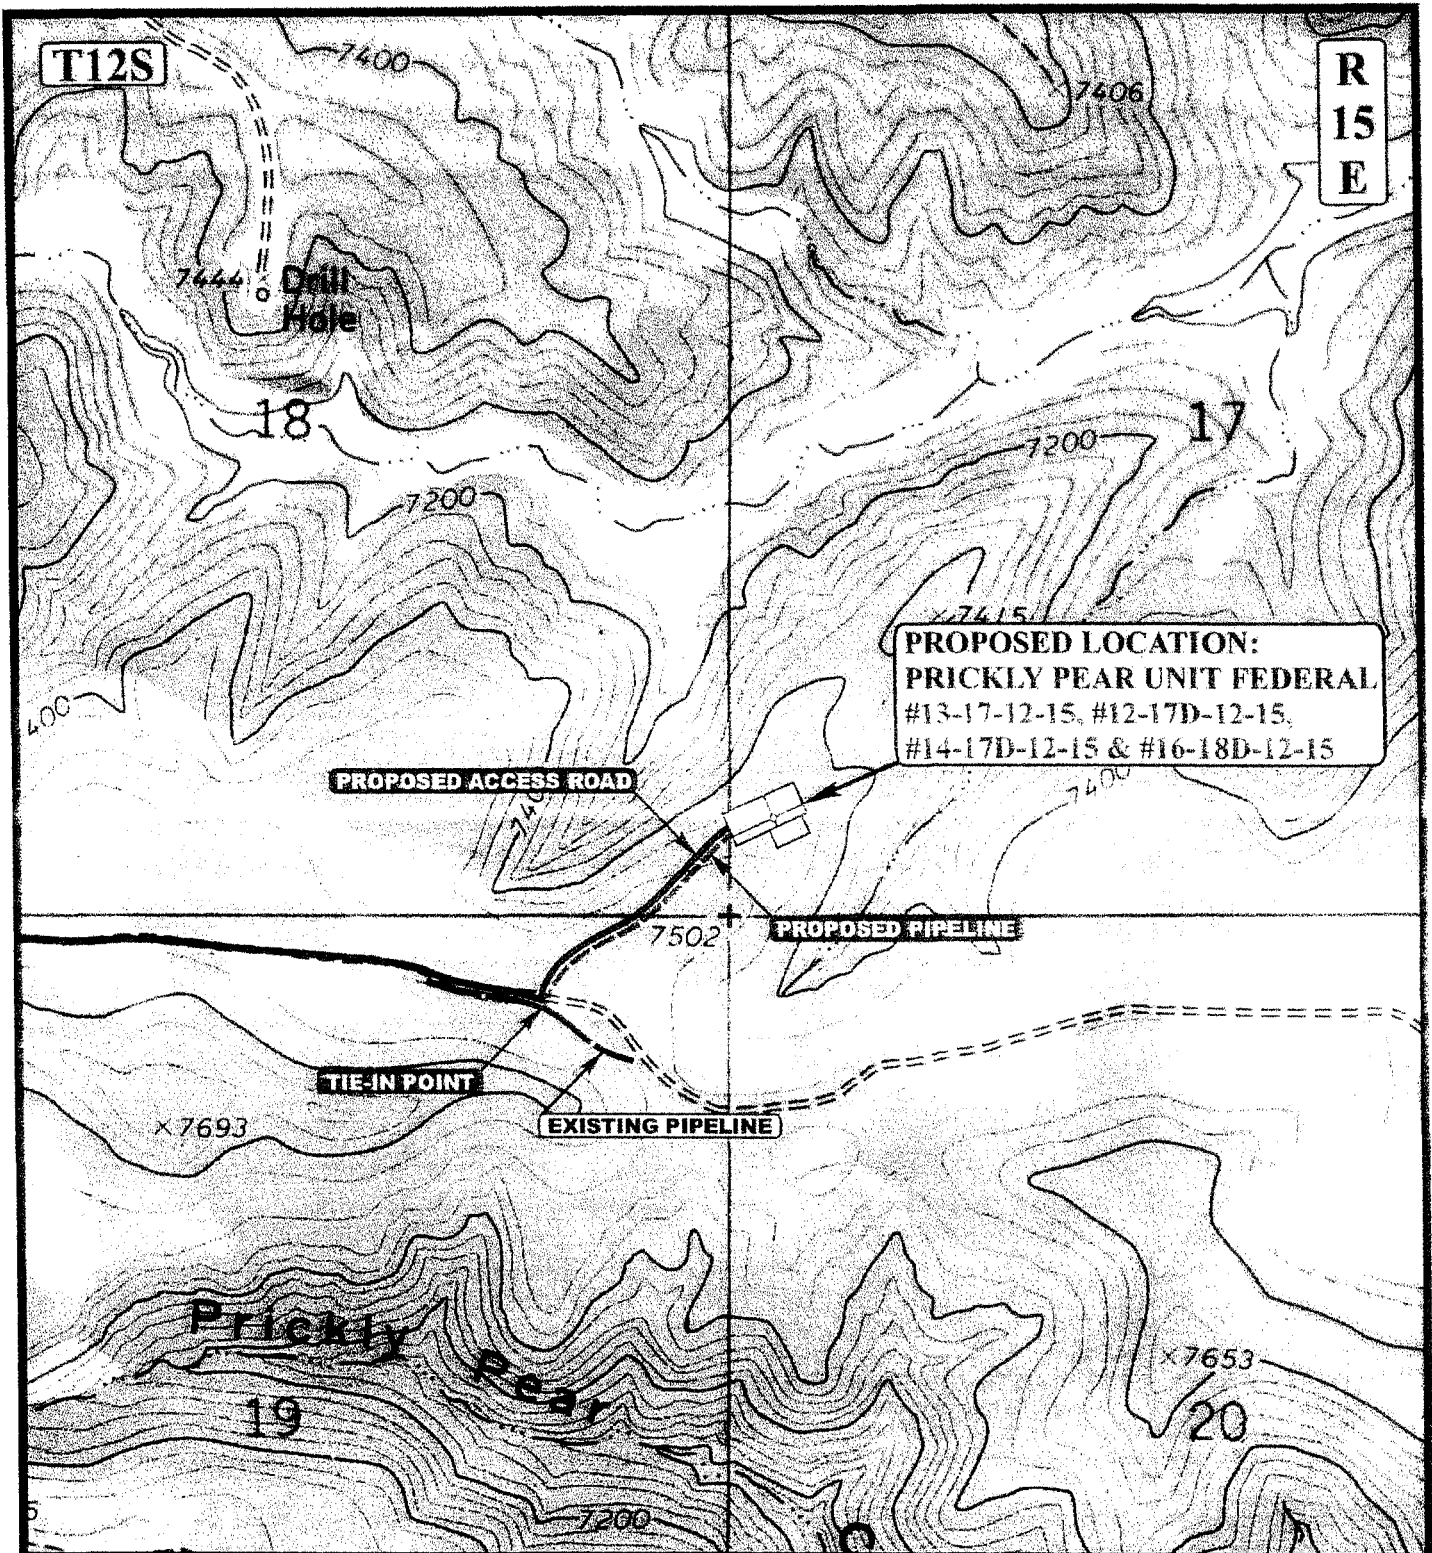 T12S
R
15
E
7400
7406
7444
Drill
Hole
18
17
7200
7200
7415
PROPOSED LOCATION:
PRICKLY PEAR UNIT FEDERAL
#13-17-12-15, #12-17D-12-15,
#14-17D-12-15 & #16-18D-12-15
400
PROPOSED ACCESS ROAD
7400
7502
PROPOSED PIPELINE
TIE-IN POINT
EXISTING PIPELINE
7693
Prickly
Pear
7653
19
20
7200
C